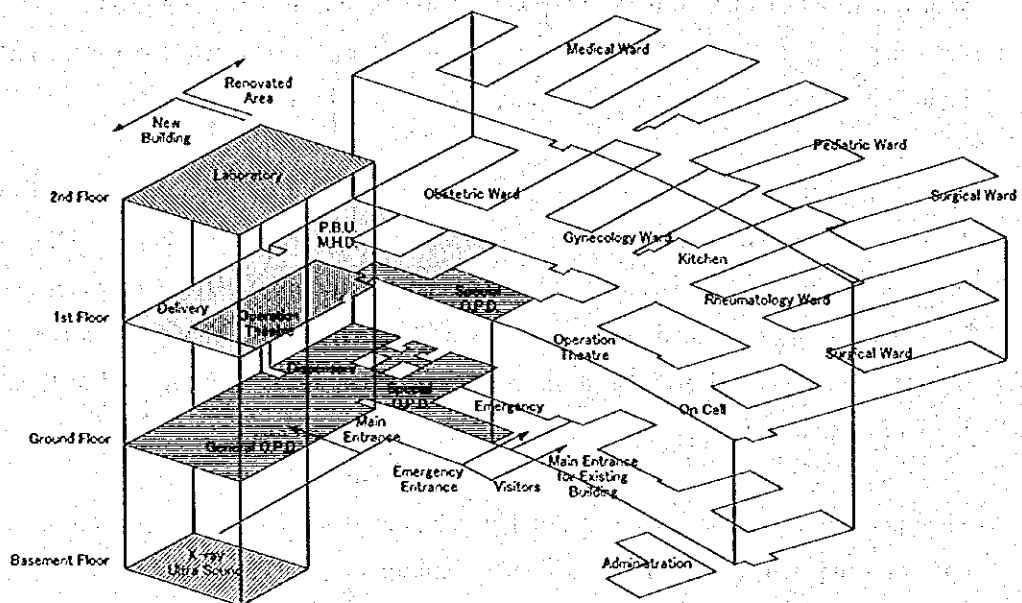 Medical Ward
Renovated
Area
New
Building
Pediatric Ward
Laboratory
2nd Floor
Obstetric Ward
Surgical Ward
P.B.U.
M.H.D.
Gynecology Ward
Kitchen
Delivery
Special
O.P.D.
Rheumatology Ward
1st Floor
Operation
Theatre
Operation
Theatre
Surgical Ward
Dispensary
Special
O.P.D.
Emergency
On Call
Main
Entrance
Ground Floor
General O.P.D.
Emergency
Entrance
Visitors
Main Entrance
for Existing
Building
Basement Floor
X-ray
Ultra Sound
Administration